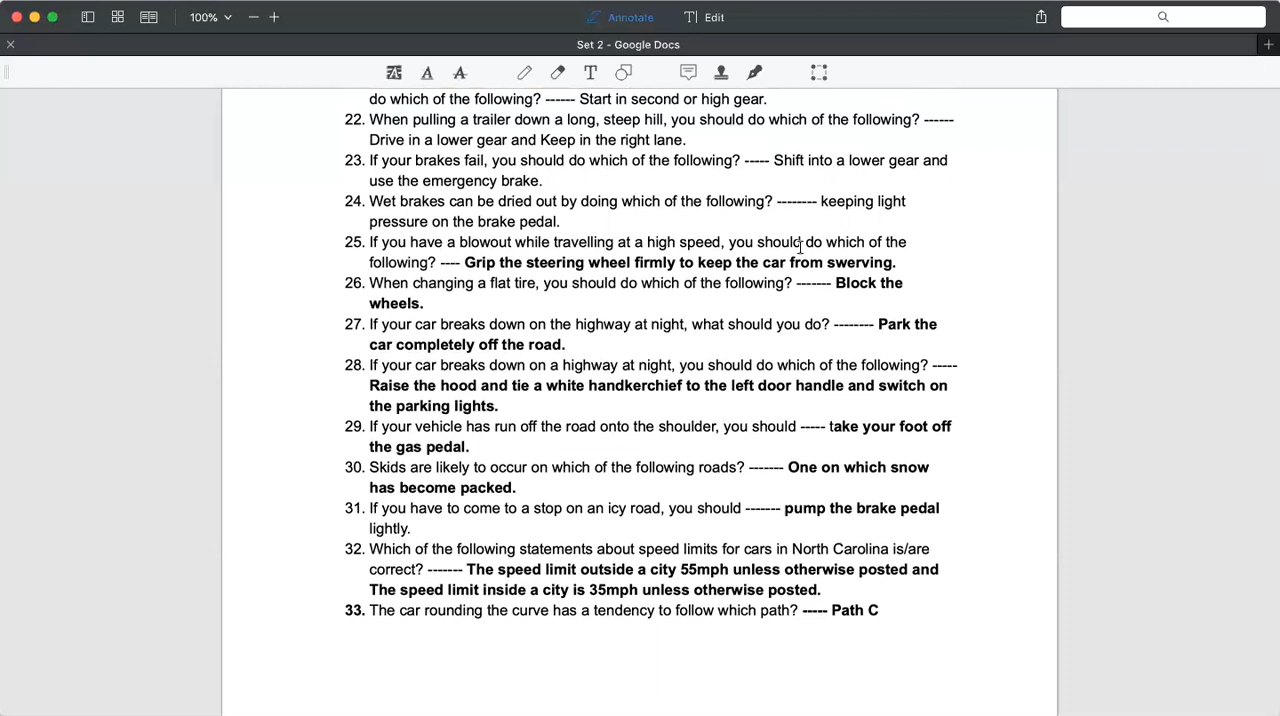 100%
Annotate
Edit
Set 2 - Google Docs
do which of the following? ------ Start in second or high gear.
22. When pulling a trailer down a long, steep hill, you should do which of the following? ------
Drive in a lower gear and Keep in the right lane.
23. If your brakes fail, you should do which of the following? ----- Shift into a lower gear and
use the emergency brake.
24. Wet brakes can be dried out by doing which of the following? -------- keeping light
pressure on the brake pedal.
25. If you have a blowout while travelling at a high speed, you should do which of the
following? ---- Grip the steering wheel firmly to keep the car from swerving.
26. When changing a flat tire, you should do which of the following? ------- Block the
wheels.
27. If your car breaks down on the highway at night, what should you do? -------- Park the
car completely off the road.
28. If your car breaks down on a highway at night, you should do which of the following? -----
Raise the hood and tie a white handkerchief to the left door handle and switch on
the parking lights.
29. If your vehicle has run off the road onto the shoulder, you should ----- take your foot off
the gas pedal.
30. Skids are likely to occur on which of the following roads? ------- One on which snow
has become packed.
31. If you have to come to a stop on an icy road, you should ------- pump the brake pedal
lightly.
32. Which of the following statements about speed limits for cars in North Carolina is/are
correct? ------- The speed limit outside a city 55mph unless otherwise posted and
The speed limit inside a city is 35mph unless otherwise posted.
33. The car rounding the curve has a tendency to follow which path? ----- Path C